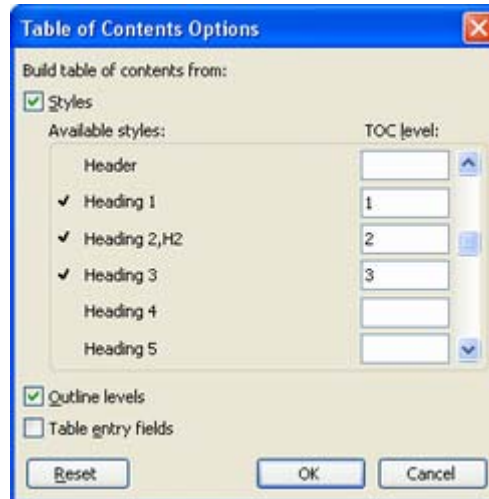 Table of Contents Options
Build table of contents from:
Styles
Available styles: TOC level:
Header
Heading 1 1
Heading 2,H2 2
Heading 3 3
Heading 4
Heading 5
Outline levels
Table entry fields
Reset OK Cancel